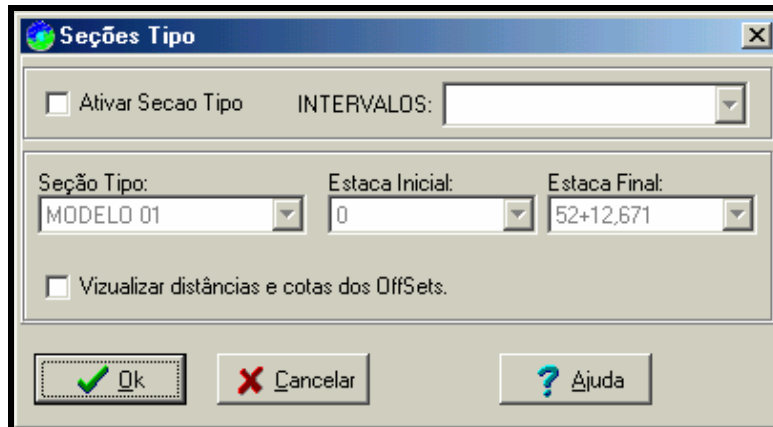 Seções Tipo
Ativar Secao Tipo INTERVALOS:
Seção Tipo: Estaca Inicial: Estaca Final:
MODELO 01 0 52+12,671
Vizualizar distâncias e cotas dos OffSets.
Ok Cancelar Ajuda